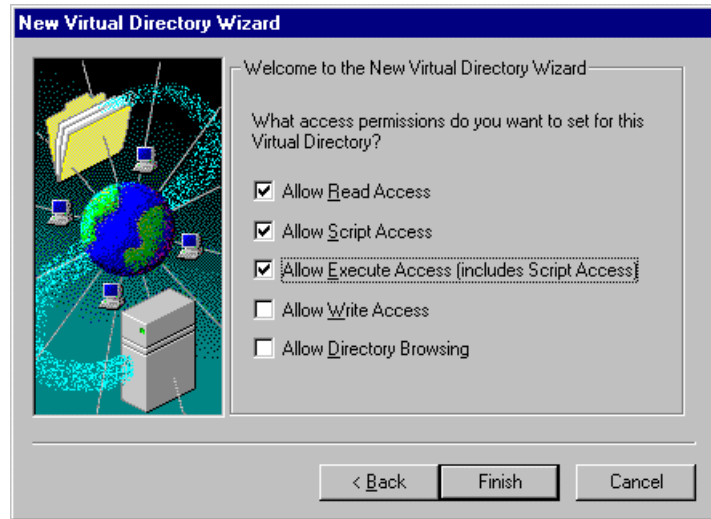 New Virtual Directory Wizard
Welcome to the New Virtual Directory Wizard
What access permissions do you want to set for this
Virtual Directory?
Allow Read Access
Allow Script Access
Allow Execute Access (includes Script Access)
Allow Write Access
Allow Directory Browsing
< Back Finish Cancel